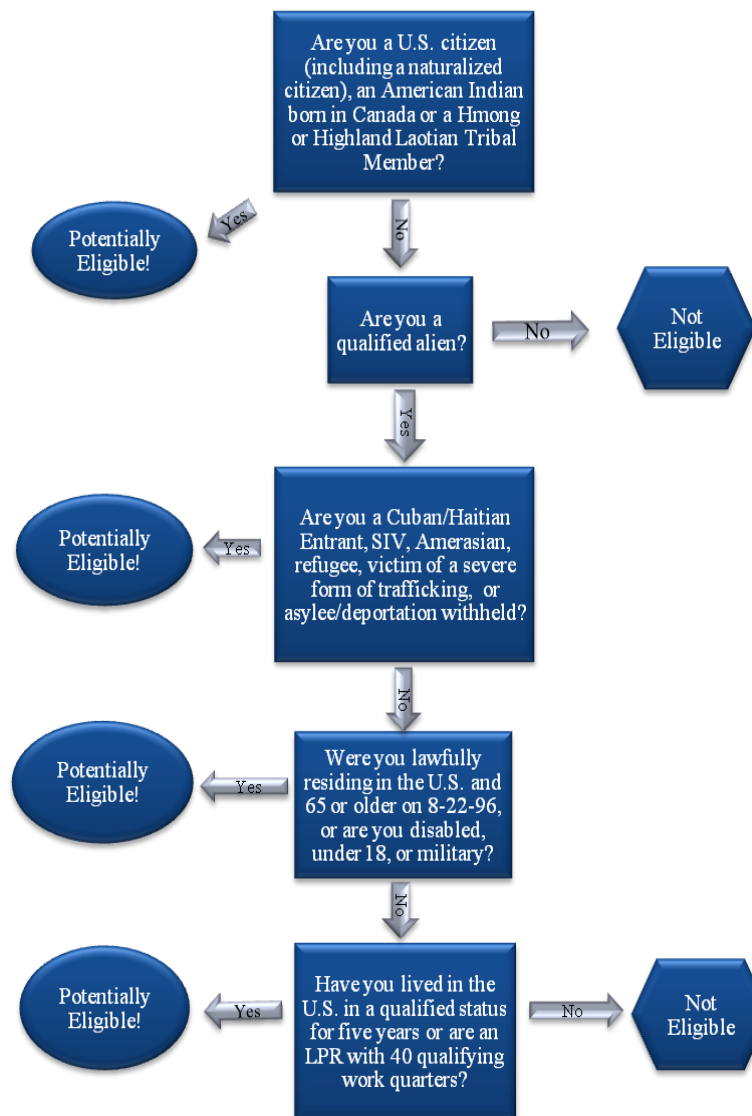 Are you a U.S. citizen
(including a naturalized
citizen), an American Indian
born in Canada or a Hmong
or Highland Laotian Tribal
Member?
Yes
No
Potentially
Eligible!
Are you a
qualified alien?
No
Not
Eligible
Yes
Are you a Cuban/Haitian
Entrant, SIV, Amerasian,
refugee, victim of a severe
form of trafficking, or
asylee/deportation withheld?
Yes
Potentially
Eligible!
No
Were you lawfully
residing in the U.S. and
65 or older on 8-22-96,
or are you disabled,
under 18, or military?
Yes
Potentially
Eligible!
No
Have you lived in the
U.S. in a qualified status
for five years or are an
LPR with 40 qualifying
work quarters?
Yes
Potentially
Eligible!
No
Not
Eligible